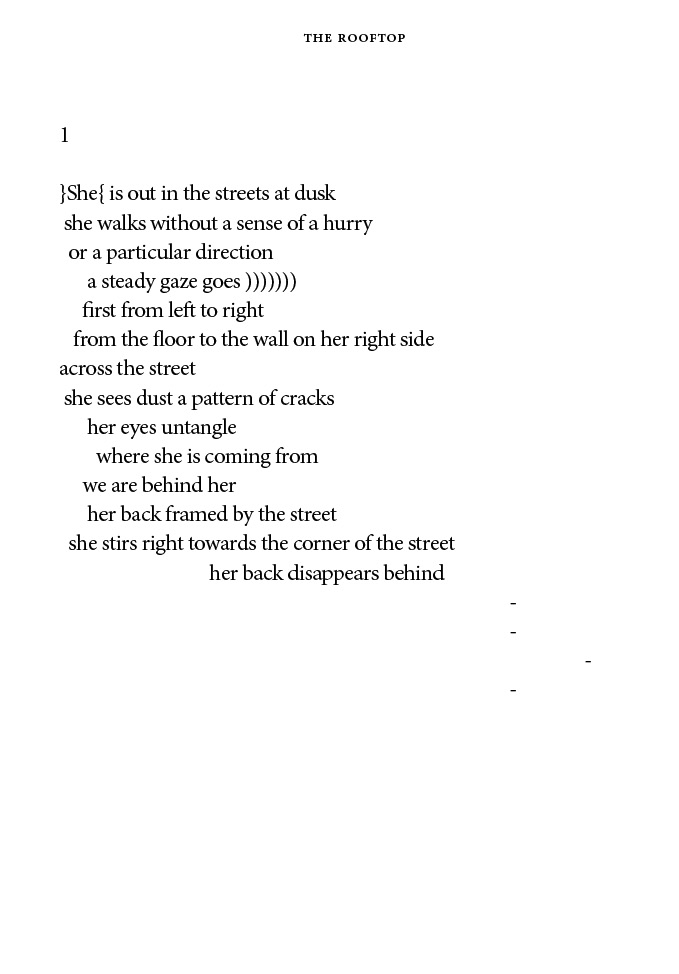 THE ROOFTOP
1
}She{ is out in the streets at dusk
she walks without a sense of a hurry
or a particular direction
a steady gaze goes )))))))
first from left to right
from the floor to the wall on her right side
across the street
she sees dust a pattern of cracks
her eyes untangle
where she is coming from
we are behind her
her back framed by the street
she stirs right towards the corner of the street
her back disappears behind
-
-
-
-